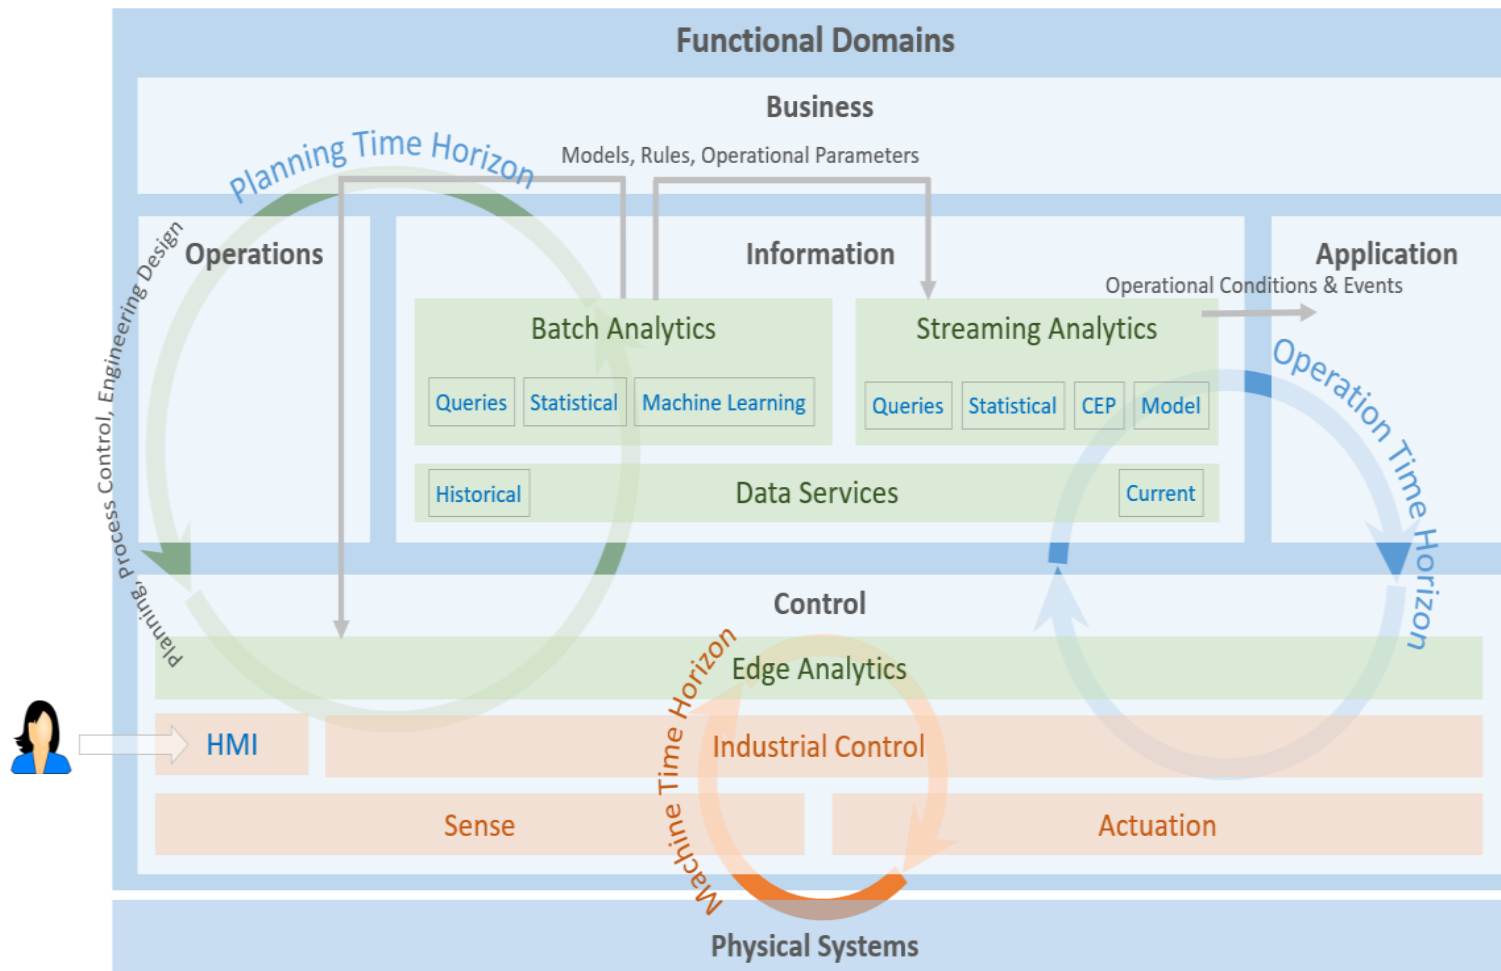 Functional Domains
Business
Planning Time Horizon
Models, Rules, Operational Parameters
Planning, Process Control, Engineering Design
Operations
Information
Application
Operational Conditions & Events
Batch Analytics
Streaming Analytics
Operation Time Horizon
Queries
Statistical
Machine Learning
Queries
Statistical
CEP
Model
Historical
Data Services
Current
Control
Machine Time Horizon
Edge Analytics
HMI
Industrial Control
Sense
Actuation
Physical Systems